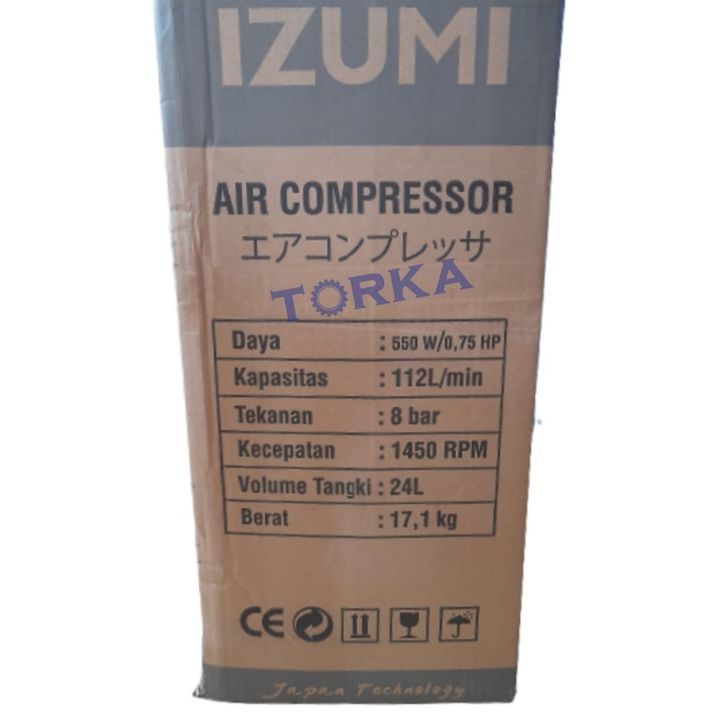 IZUMI
AIR COMPRESSOR
エアコンプレッサ
TORKA
Daya : 550 W/0,75 HP
Kapasitas : 112L/min
Tekanan : 8 bar
Kecepatan : 1450 RPM
Volume Tangki : 24L
Berat : 17,1 kg
CE
Japan Technology